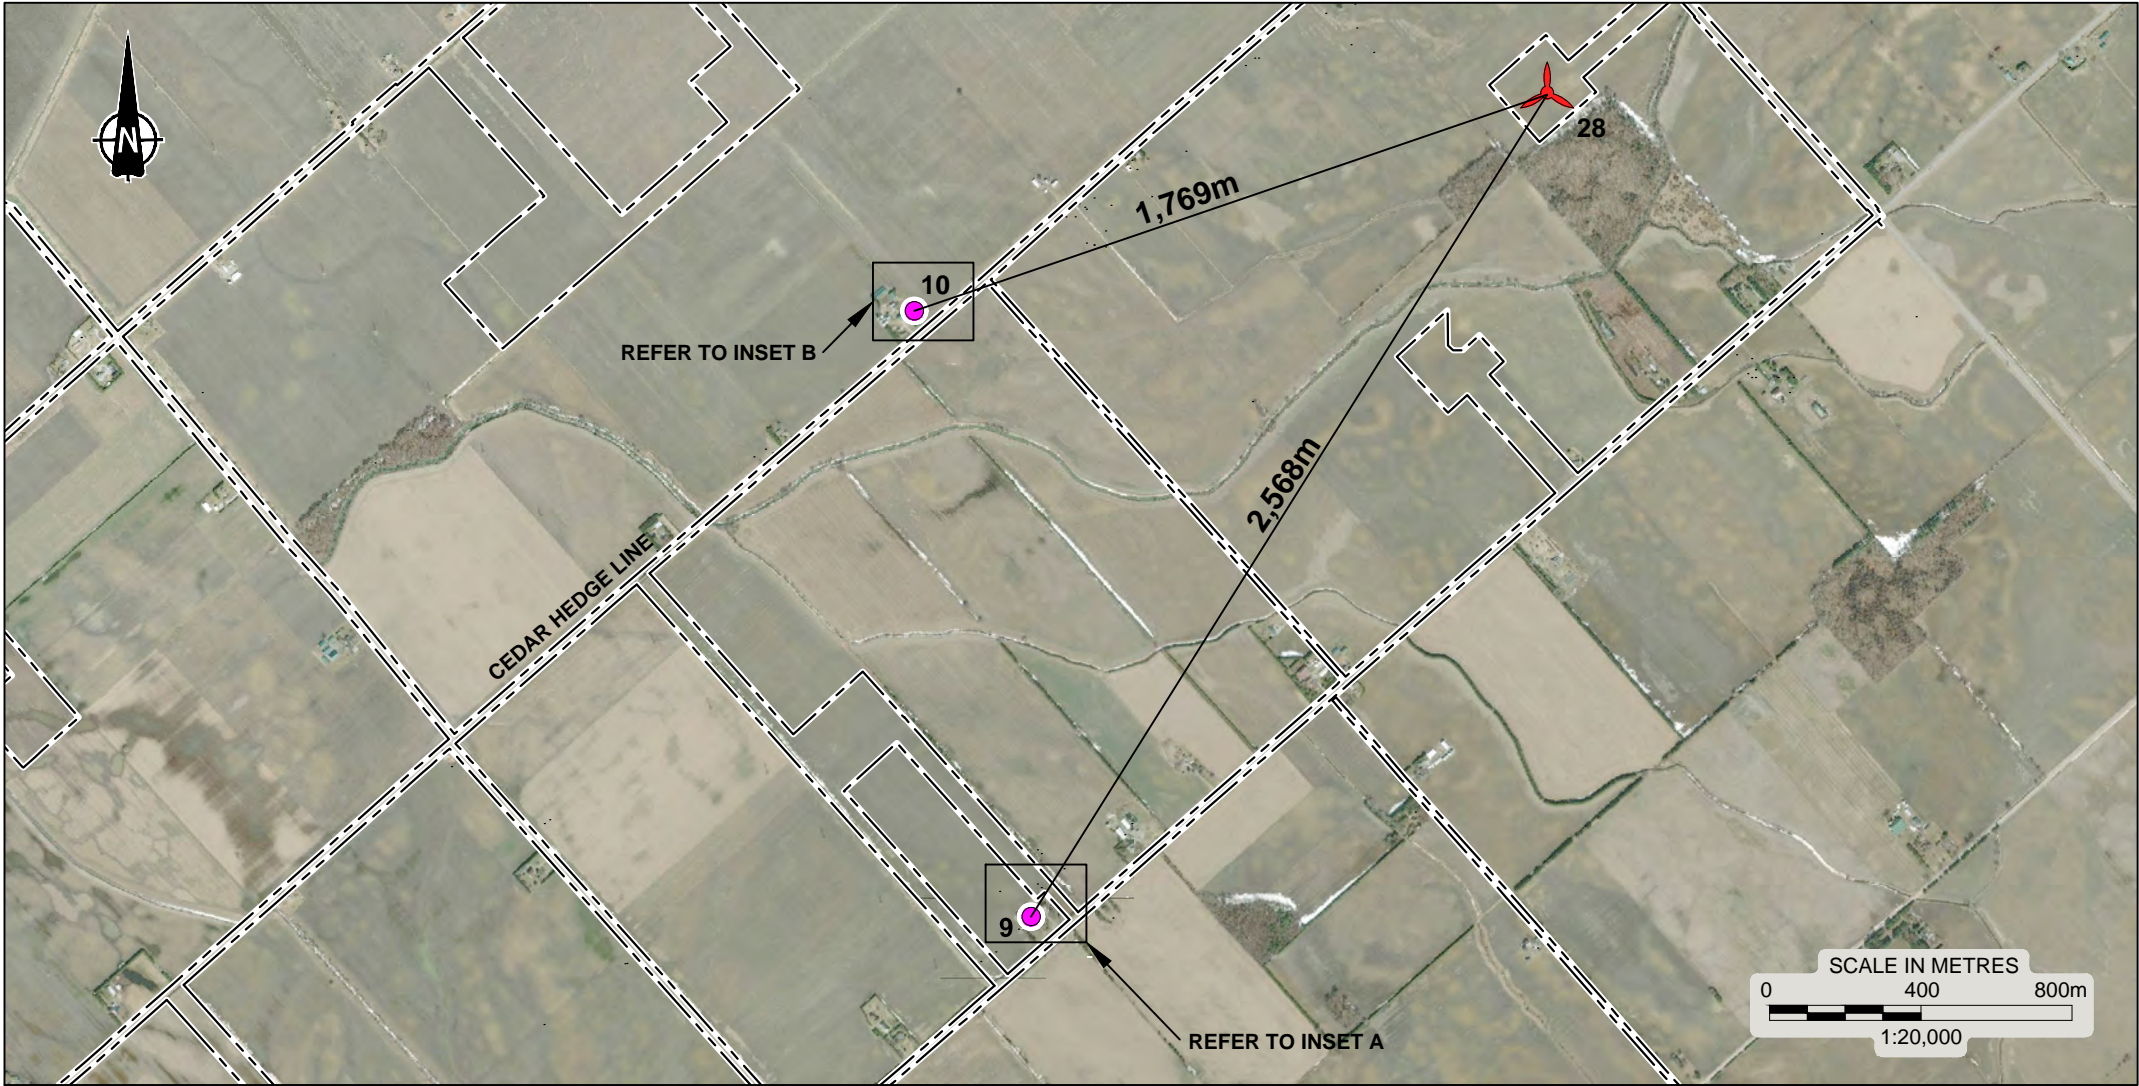 N
28
1,769m
10
REFER TO INSET B
2,568m
CEDAR HEDGE LINE
9
REFER TO INSET A
SCALE IN METRES
0 400 800m
1:20,000